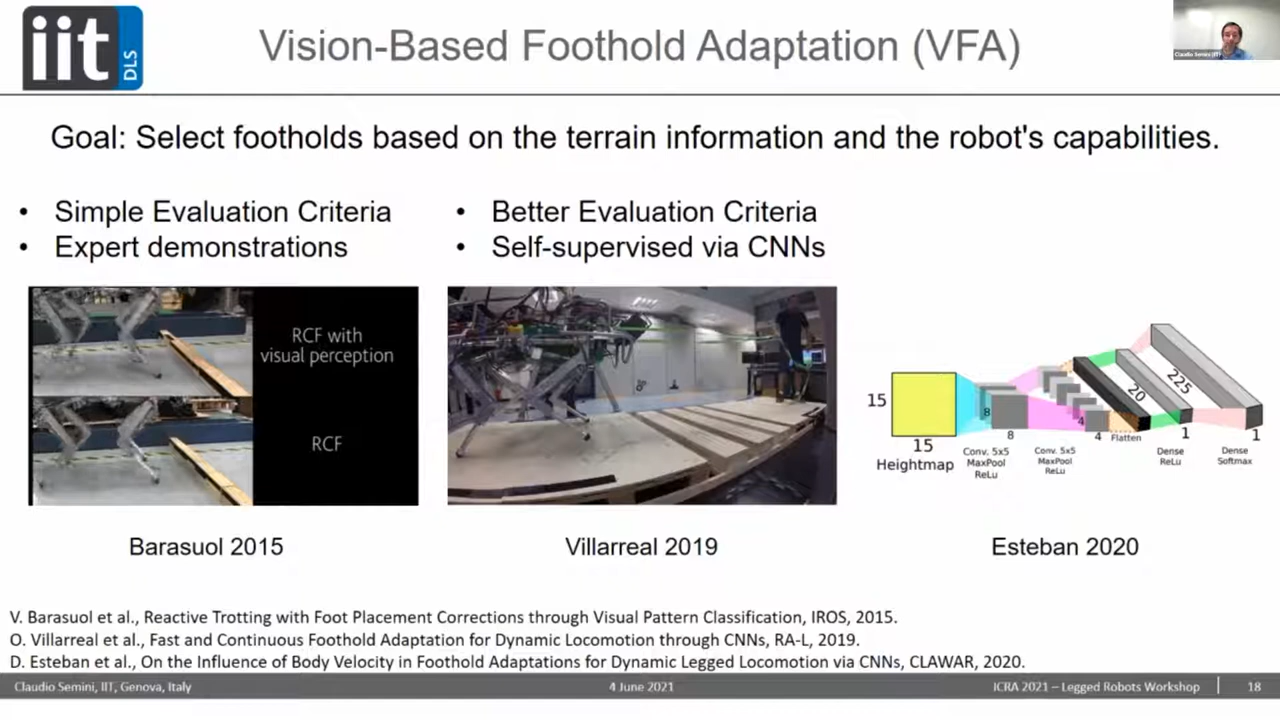 iit
DLS
Vision-Based Foothold Adaptation (VFA)
Claudio Semini (IIT)
Goal: Select footholds based on the terrain information and the robot's capabilities.
• Simple Evaluation Criteria
• Expert demonstrations
• Better Evaluation Criteria
• Self-supervised via CNNs
RCF with
visual perception
RCF
15
15
Heightmap
8
8
Conv. 5x5
MaxPool
ReLu
4
4
Conv. 5x5
MaxPool
ReLu
Flatten
20
1
Dense
ReLu
225
1
Dense
Softmax
Barasuol 2015
Villarreal 2019
Esteban 2020
V. Barasuol et al., Reactive Trotting with Foot Placement Corrections through Visual Pattern Classification, IROS, 2015.
O. Villarreal et al., Fast and Continuous Foothold Adaptation for Dynamic Locomotion through CNNs, RA-L, 2019.
D. Esteban et al., On the Influence of Body Velocity in Foothold Adaptations for Dynamic Legged Locomotion via CNNs, CLAWAR, 2020.
Claudio Semini, IIT, Genova, Italy
4 June 2021
ICRA 2021 – Legged Robots Workshop
18